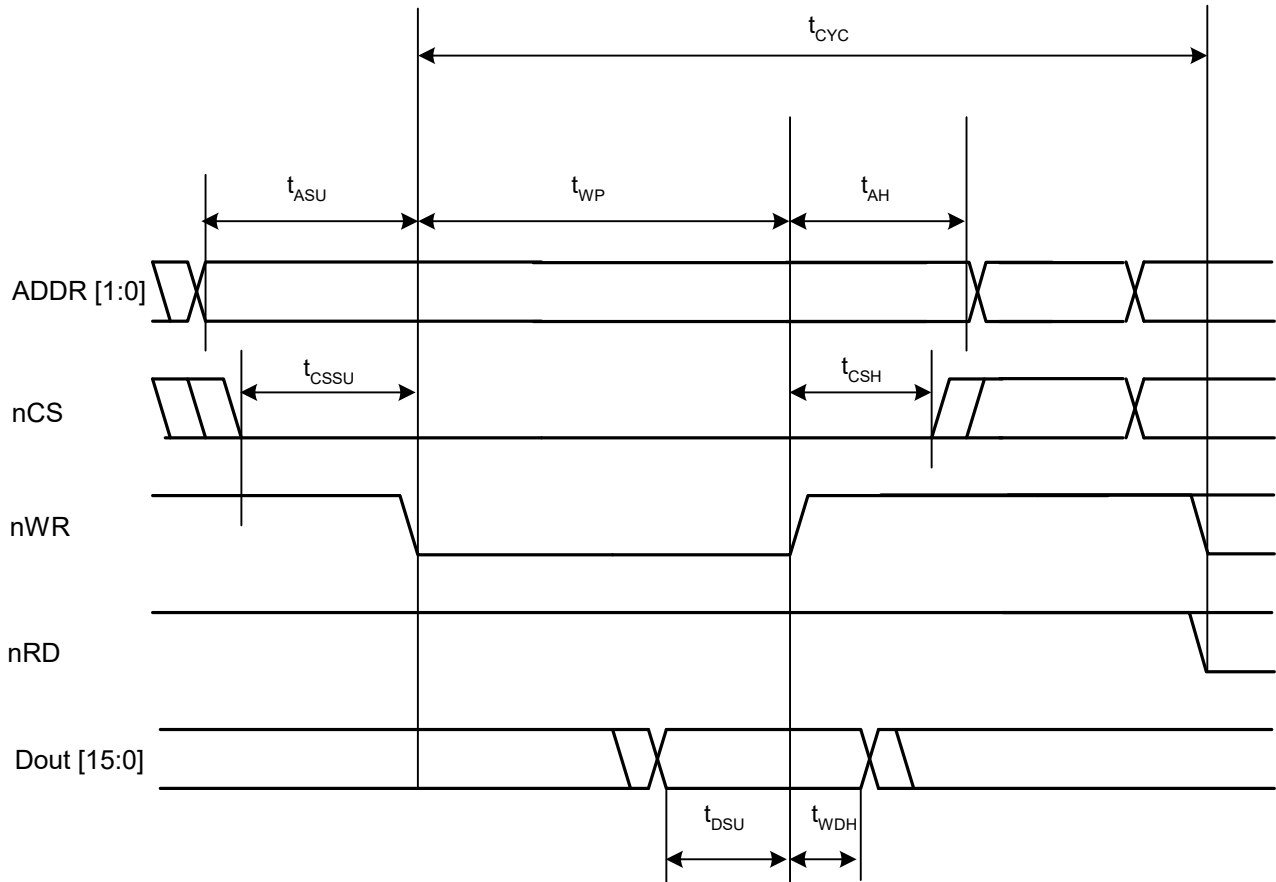 tCYC
tASU tWP tAH
ADDR [1:0]
tCSSU tCSH
nCS
nWR
nRD
Dout [15:0]
tDSU tWDH